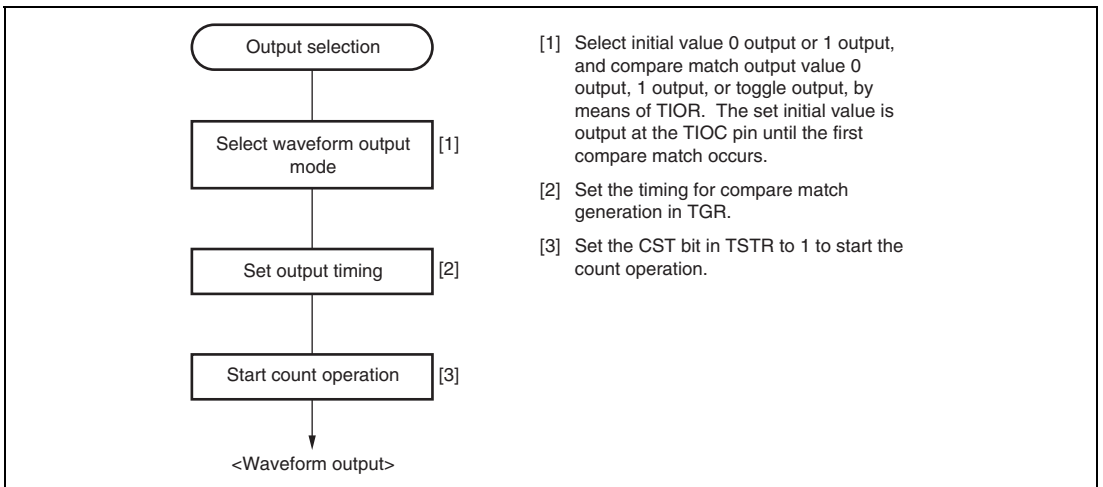 Output selection
Select waveform output
mode
[1]
Set output timing
[2]
Start count operation
[3]
<Waveform output>
[1] Select initial value 0 output or 1 output,
and compare match output value 0
output, 1 output, or toggle output, by
means of TIOR. The set initial value is
output at the TIOC pin until the first
compare match occurs.
[2] Set the timing for compare match
generation in TGR.
[3] Set the CST bit in TSTR to 1 to start the
count operation.